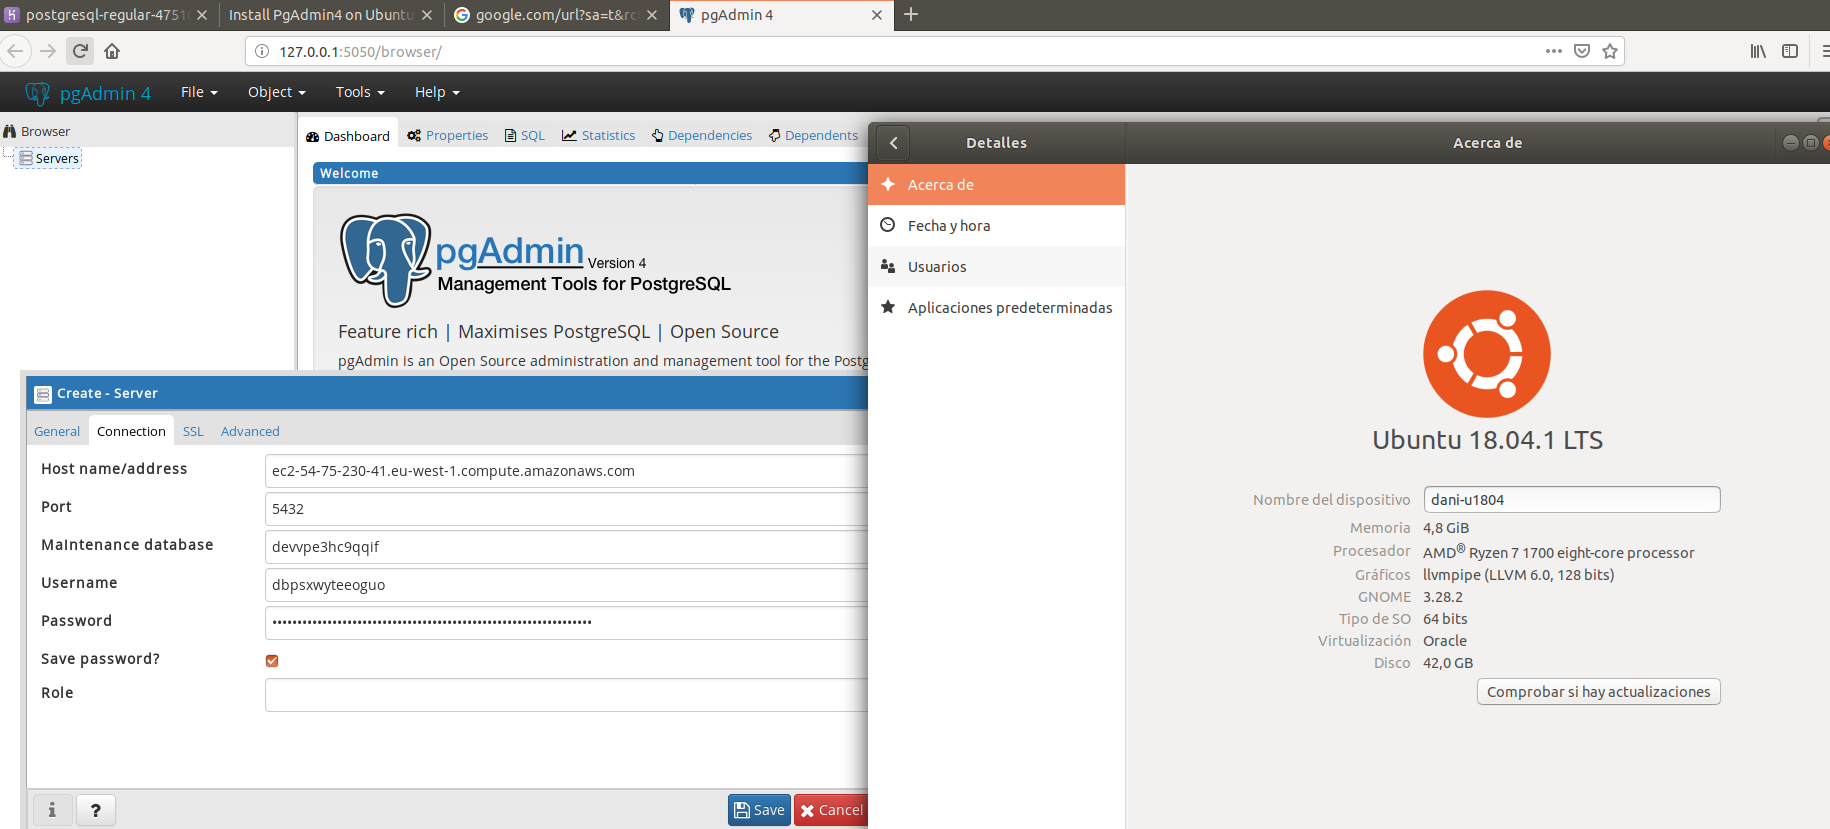 postgresql-regular-4751
Install PgAdmin4 on Ubuntu
google.com/url?sa=t&rc
pgAdmin 4
127.0.0.1:5050/browser/
pgAdmin 4 File Object Tools Help
Browser
Servers
Dashboard Properties SQL Statistics Dependencies Dependents
Welcome
pgAdmin Version 4
Management Tools for PostgreSQL
Feature rich | Maximises PostgreSQL | Open Source
pgAdmin is an Open Source administration and management tool for the Postg
Create - Server
General Connection SSL Advanced
Host name/address ec2-54-75-230-41.eu-west-1.compute.amazonaws.com
Port 5432
MaIntenance database devvpe3hc9qqif
Username dbpsxwyteeoguo
Password ••••••••••••••••••••••••••••••••••••••••••••••••••••••••••••••••
Save password?
Role
i ? Save Cancel
Detalles
Acerca de
Acerca de
Fecha y hora
Usuarios
Aplicaciones predeterminadas
Ubuntu 18.04.1 LTS
Nombre del dispositivo dani-u1804
Memoria 4,8 GiB
Procesador AMD® Ryzen 7 1700 eight-core processor
Gráficos llvmpipe (LLVM 6.0, 128 bits)
GNOME 3.28.2
Tipo de SO 64 bits
Virtualización Oracle
Disco 42,0 GB
Comprobar si hay actualizaciones